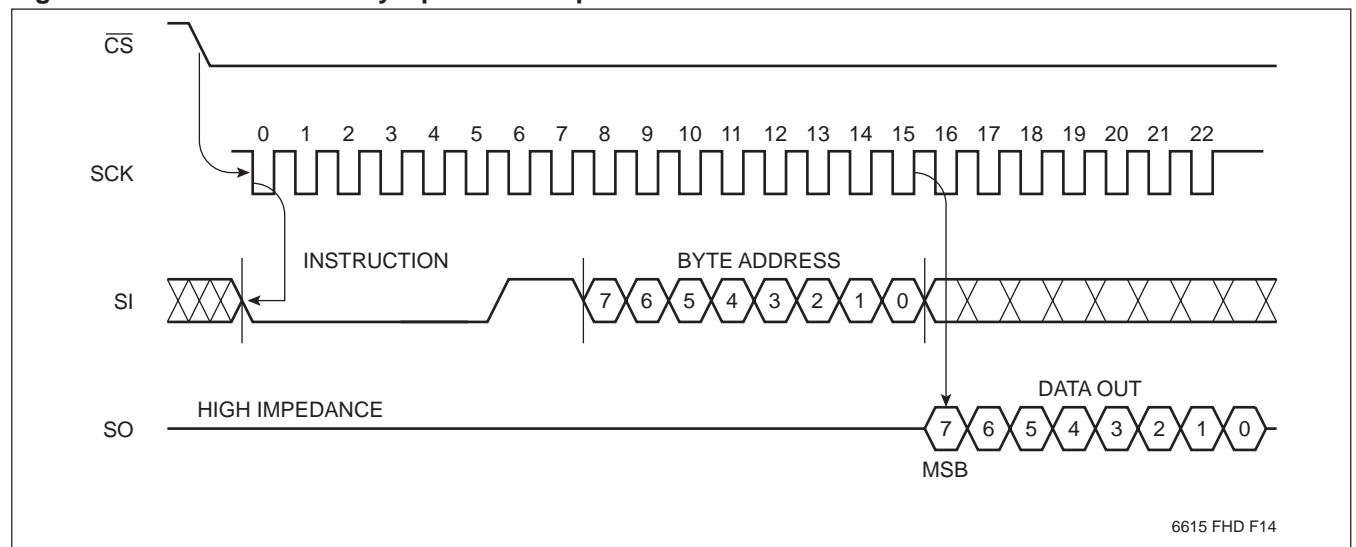 CS
0 1 2 3 4 5 6 7 8 9 10 11 12 13 14 15 16 17 18 19 20 21 22
SCK
INSTRUCTION
BYTE ADDRESS
SI
7 6 5 4 3 2 1 0
DATA OUT
HIGH IMPEDANCE
SO
7 6 5 4 3 2 1 0
MSB
6615 FHD F14